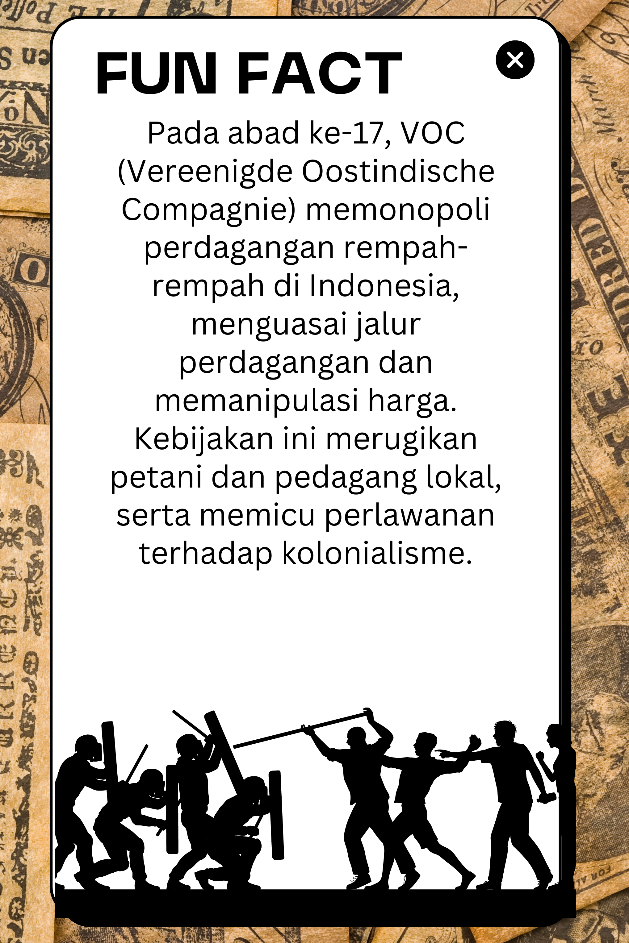 FUN FACT
Pada abad ke-17, VOC
(Vereenigde Oostindische
Compagnie) memonopoli
perdagangan rempah-
rempah di Indonesia,
menguasai jalur
perdagangan dan
memanipulasi harga.
Kebijakan ini merugikan
petani dan pedagang lokal,
serta memicu perlawanan
terhadap kolonialisme.